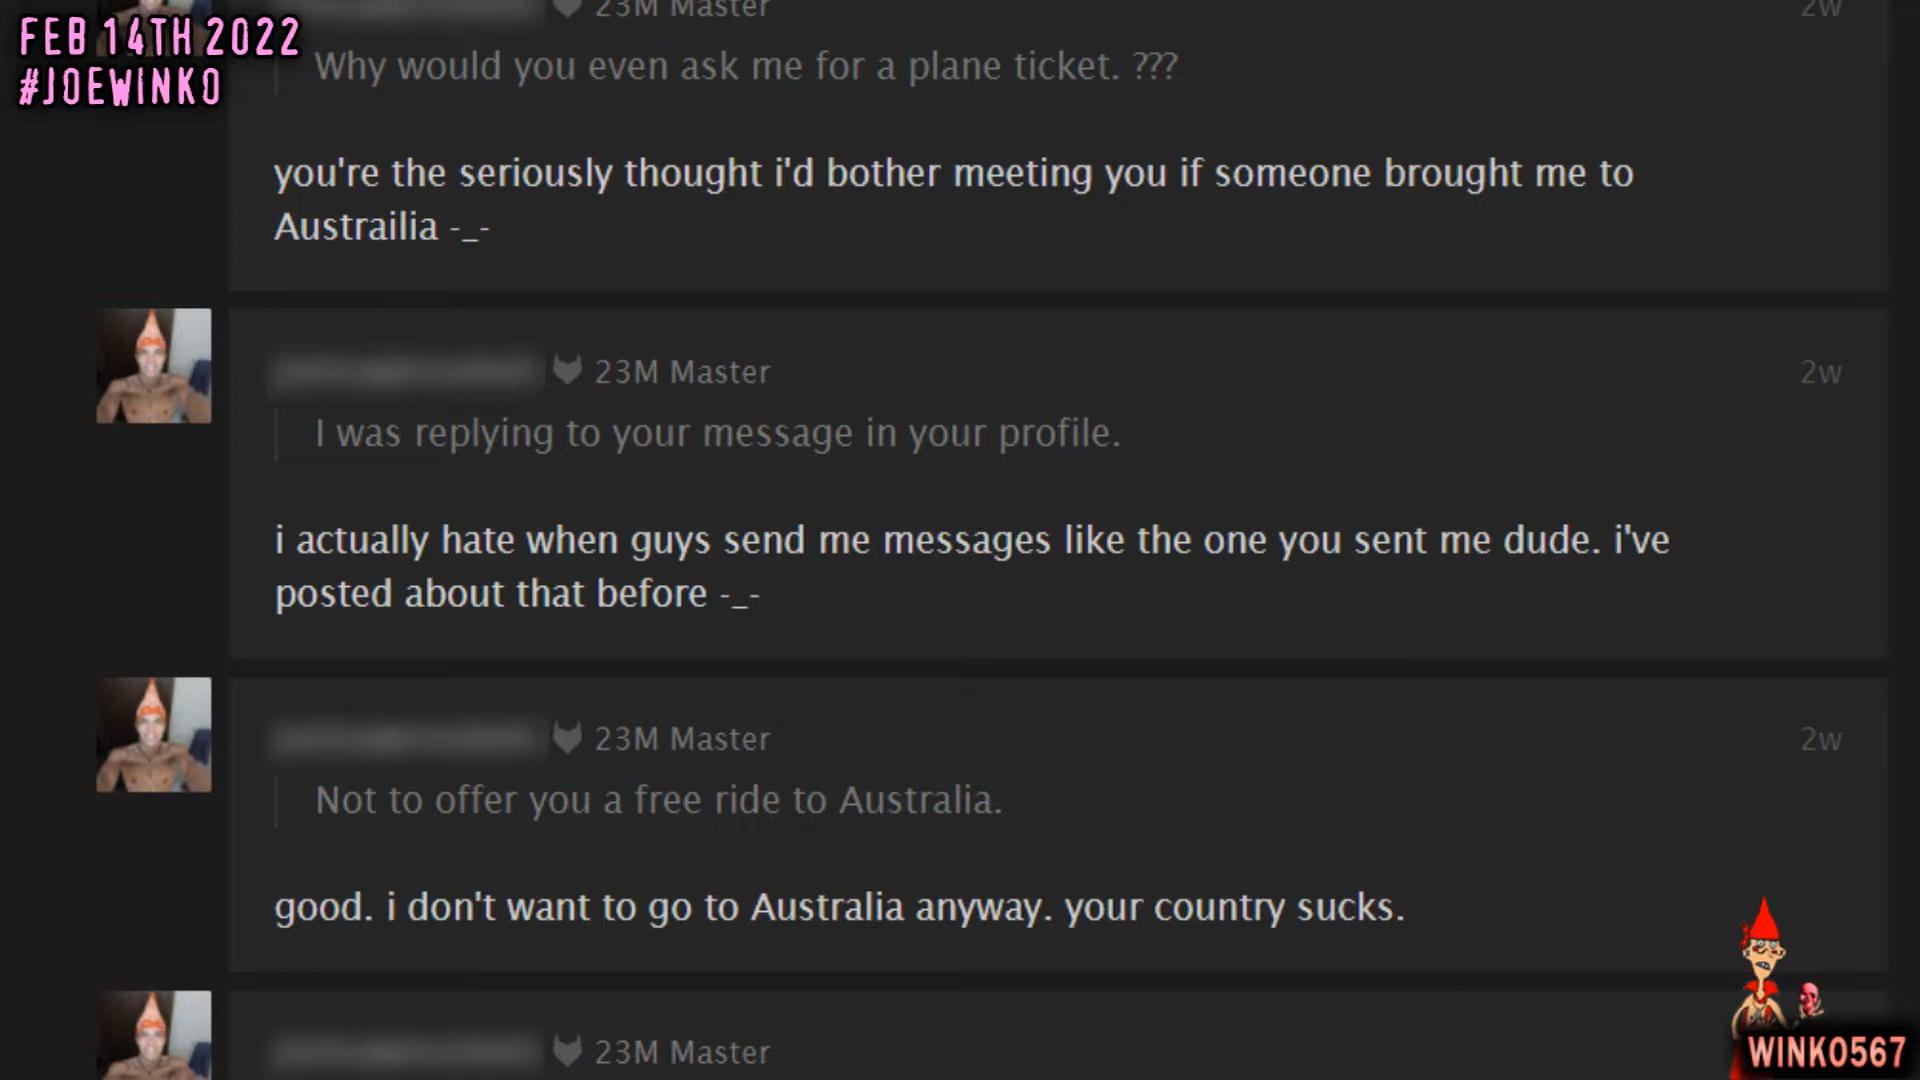 FEB 14TH 2022
#JOEWINKO
23M Master
2w
Why would you even ask me for a plane ticket. ???
you're the seriously thought i'd bother meeting you if someone brought me to
Austrailia -_-
23M Master
2w
I was replying to your message in your profile.
i actually hate when guys send me messages like the one you sent me dude. i've
posted about that before -_-
23M Master
2w
Not to offer you a free ride to Australia.
good. i don't want to go to Australia anyway. your country sucks.
23M Master
WINKO567